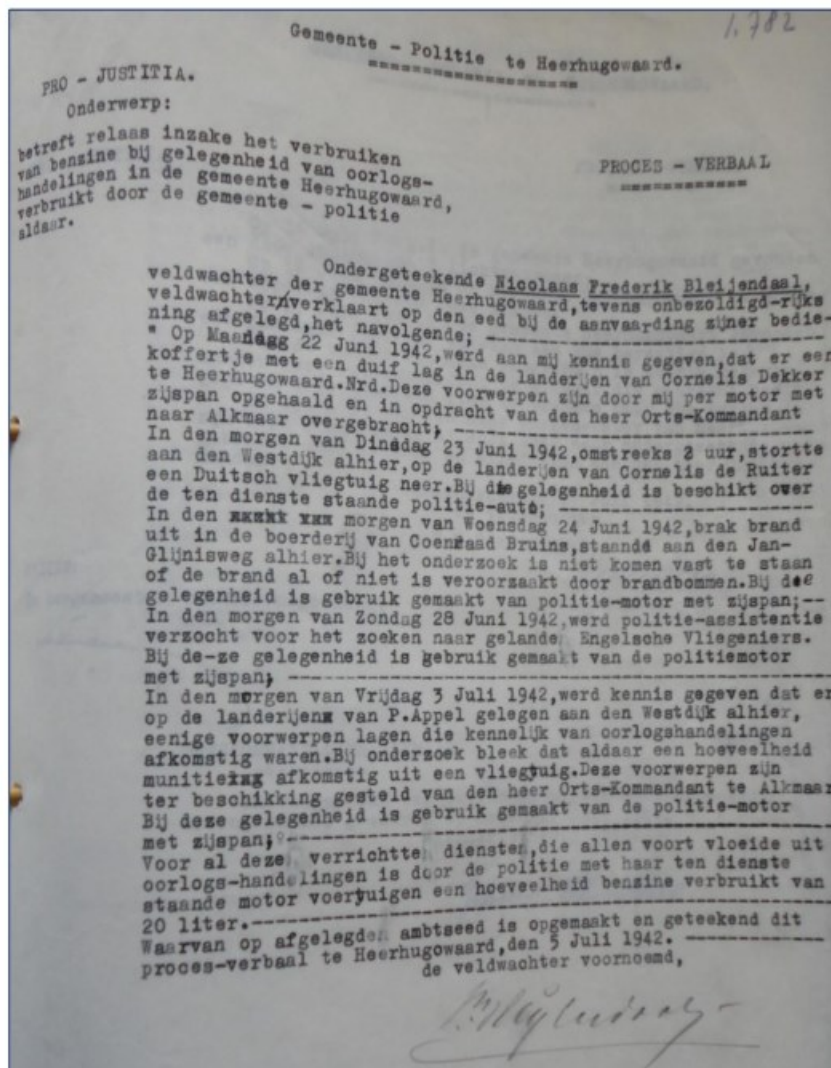 1.782
Gemeente - Politie te Heerhugowaard.
PRO - JUSTITIA.
Onderwerp:
betreft relaas inzake het verbruiken
van benzine bij gelegenheid van oorlogs-
handelingen in de gemeente Heerhugowaard,
verbruikt door de gemeente - politie
aldaar.
PROCES - VERBAAL
Ondergeteekende Nicolaas Frederik Bleijendaal,
veldwachter der gemeente Heerhugowaard,tevens onbezoldigd-rijks
veldwachter,verklaart op den eed bij de aanvaarding zijner bedie-
ning afgelegd,het navolgende;
" Op Maandag 22 Juni 1942,werd aan mij kennis gegeven,dat er een
koffertje met een duif lag in de landerijen van Cornelis Dekker
te Heerhugowaard.Nrd.Deze voorwerpen zijn door mij per motor met
zijspan opgehaald en in opdracht van den heer Orts-Kommandant
naar Alkmaar overgebracht;
In den morgen van Dinsdag 23 Juni 1942,omstreeks 2 uur,stortte
aan den Westdijk alhier,op de landerijen van Cornelis de Ruiter
een Duitsch vliegtuig neer.Bij die gelegenheid is beschikt over
de ten dienste staande politie-auto;
In den morgen van Woensdag 24 Juni 1942,brak brand
uit in de boerderij van Coenraad Bruins,staande aan den Jan-
Glijnisweg alhier.Bij het onderzoek is niet komen vast te staan
of de brand al of niet is veroorzaakt door brandbommen.Bij die
gelegenheid is gebruik gemaakt van politie-motor met zijspan;--
In den morgen van Zondag 28 Juni 1942,werd politie-assistentie
verzocht voor het zoeken naar gelande Engelsche Vliegeniers.
Bij de-ze gelegenheid is gebruik gemaakt van de politiemotor
met zijspan;
In den morgen van Vrijdag 3 Juli 1942,werd kennis gegeven dat er
op de landerijen van P.Appel gelegen aan den Westdijk alhier,
eenige voorwerpen lagen die kennelijk van oorlogshandelingen
afkomstig waren.Bij onderzoek bleek dat aldaar een hoeveelheid
munitie afkomstig uit een vliegtuig.Deze voorwerpen zijn
ter beschikking gesteld van den heer Orts-Kommandant te Alkmaar
Bij deze gelegenheid is gebruik gemaakt van de politie-motor
met zijspan;
Voor al deze verrichtte diensten,die allen voort vloeide uit
oorlogs-handelingen is door de politie met haar ten dienste
staande motor voertuigen een hoeveelheid benzine verbruikt van
20 liter.
Waarvan op afgelegden ambtseed is opgemaakt en geteekend dit
proces-verbaal te Heerhugowaard,den 5 Juli 1942.
de veldwachter voornoemd,